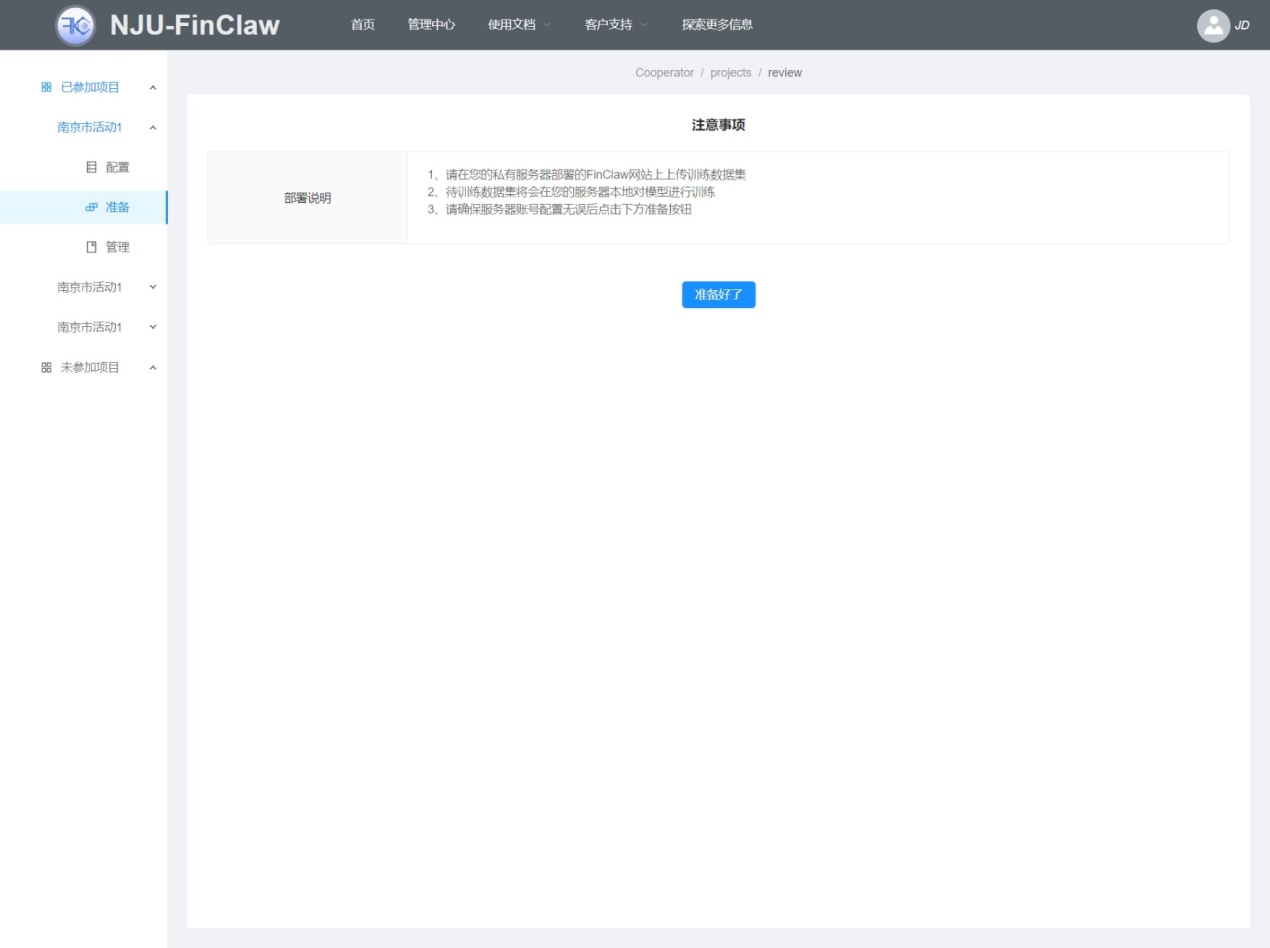 NJU-FinClaw
首页 管理中心 使用文档 客户支持 探索更多信息
JD
已参加项目
南京市活动1
配置
准备
管理
南京市活动1
南京市活动1
未参加项目
Cooperator / projects / review
注意事项
部署说明
1、请在您的私有服务器部署的FinClaw网站上上传训练数据集
2、待训练数据集将会在您的服务器本地对模型进行训练
3、请确保服务器账号配置无误后点击下方准备按钮
准备好了